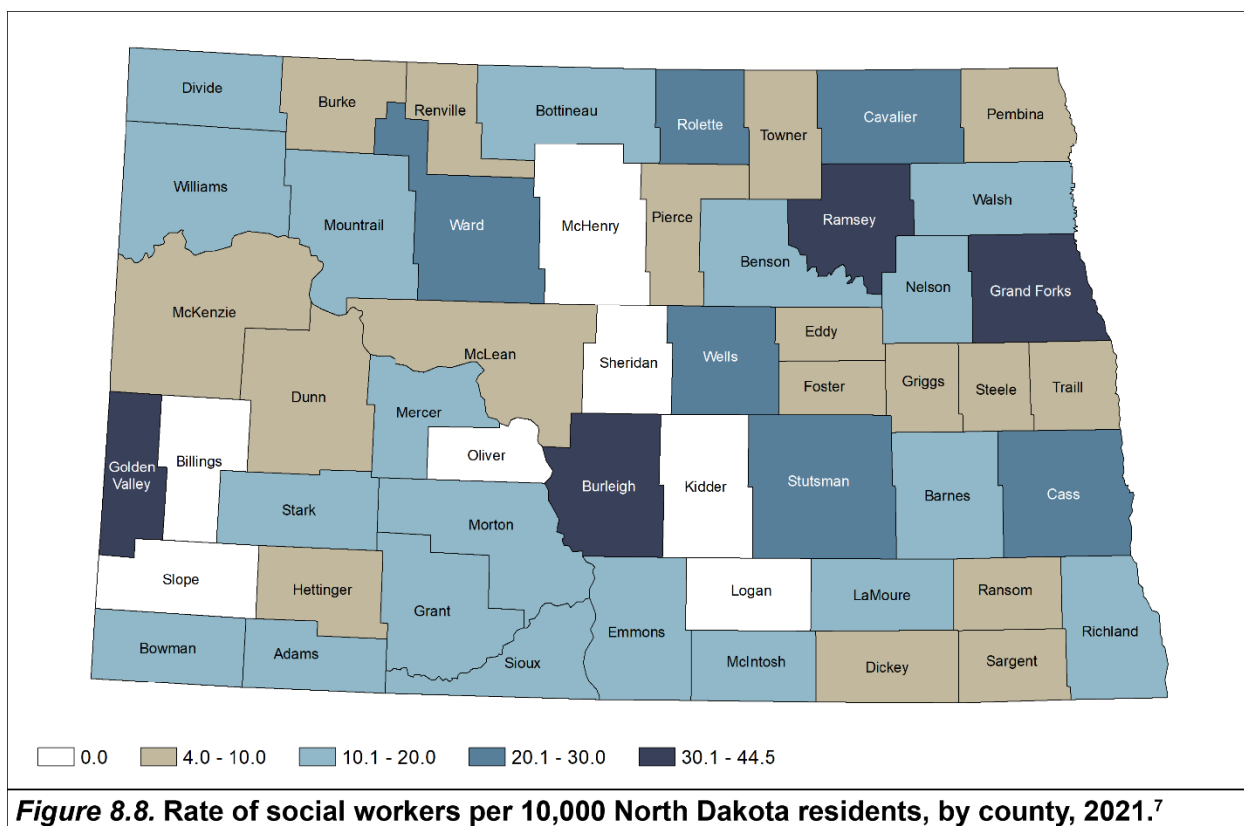 Divide
Burke
Renville
Bottineau
Rolette
Towner
Cavalier
Pembina
Williams
Mountrail
Ward
McHenry
Pierce
Benson
Ramsey
Walsh
Nelson
Grand Forks
McKenzie
Dunn
McLean
Sheridan
Wells
Eddy
Foster
Griggs
Steele
Traill
Golden
Valley
Billings
Mercer
Oliver
Burleigh
Kidder
Stutsman
Barnes
Cass
Stark
Morton
Slope
Hettinger
Grant
Emmons
Logan
LaMoure
Ransom
Richland
Bowman
Adams
Sioux
McIntosh
Dickey
Sargent
0.0
4.0 - 10.0
10.1 - 20.0
20.1 - 30.0
30.1 - 44.5
Figure 8.8. Rate of social workers per 10,000 North Dakota residents, by county, 2021.⁷